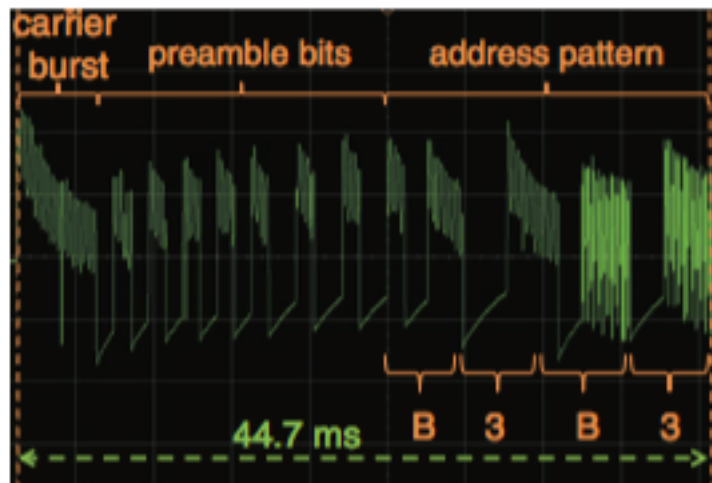 carrier
burst
preamble bits
address pattern
B
3
B
3
44.7 ms